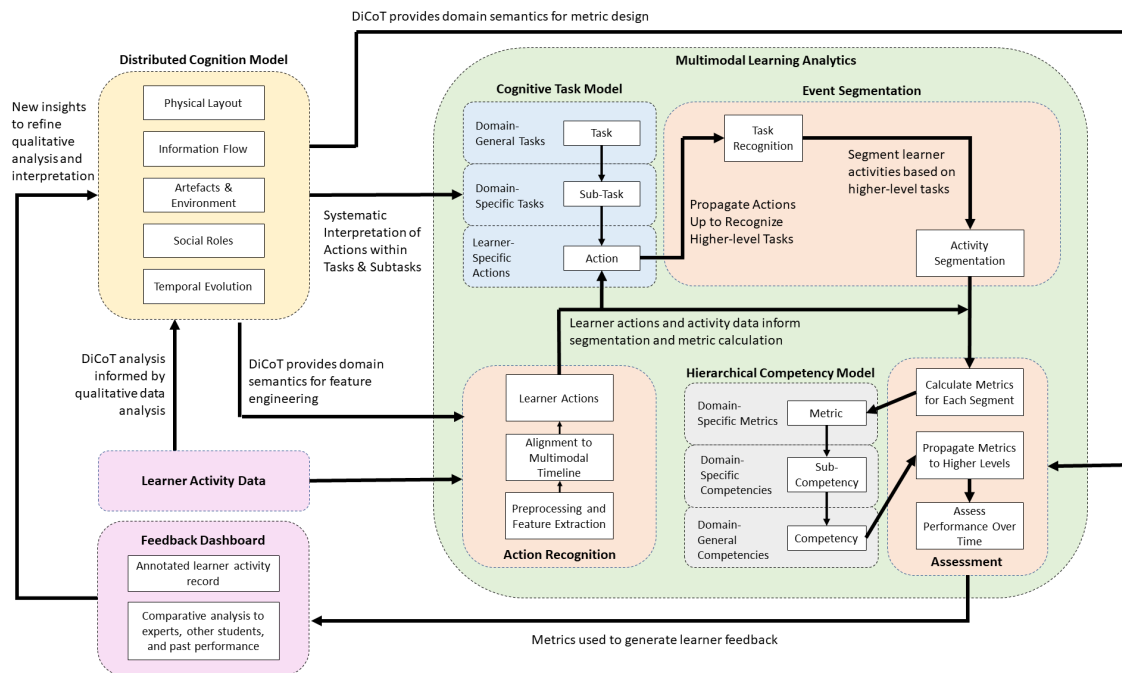 DiCoT provides domain semantics for metric design
Distributed Cognition Model
Physical Layout
Information Flow
Artefacts &
Environment
Social Roles
Temporal Evolution
New insights
to refine
qualitative
analysis and
interpretation
Systematic
Interpretation of
Actions within
Tasks & Subtasks
DiCoT analysis
informed by
qualitative data
analysis
DiCoT provides domain
semantics for feature
engineering
Learner Activity Data
Feedback Dashboard
Annotated learner activity
record
Comparative analysis to
experts, other students,
and past performance
Multimodal Learning Analytics
Cognitive Task Model
Domain-
General Tasks
Task
Domain-
Specific Tasks
Sub-Task
Learner-
Specific
Actions
Action
Event Segmentation
Task
Recognition
Propagate Actions
Up to Recognize
Higher-level Tasks
Segment learner
activities based on
higher-level tasks
Activity
Segmentation
Learner actions and activity data inform
segmentation and metric calculation
Learner Actions
Alignment to
Multimodal
Timeline
Preprocessing and
Feature Extraction
Action Recognition
Hierarchical Competency Model
Domain-
Specific Metrics
Metric
Domain-
Specific
Competencies
Sub-
Competency
Domain-
General
Competencies
Competency
Calculate Metrics
for Each Segment
Propagate Metrics
to Higher Levels
Assess
Performance Over
Time
Assessment
Metrics used to generate learner feedback